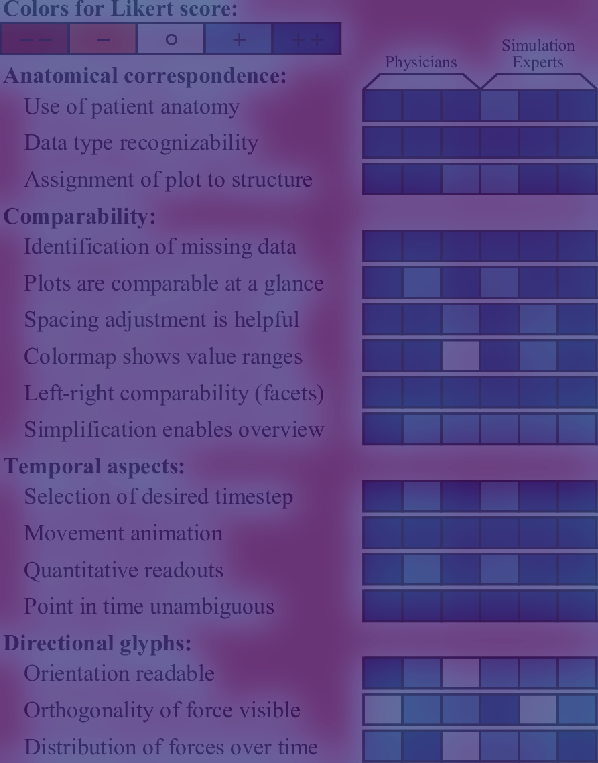 Colors for Likert score:
− − − o + + +
Physicians
Simulation
Experts
Anatomical correspondence:
Use of patient anatomy
Data type recognizability
Assignment of plot to structure
Comparability:
Identification of missing data
Plots are comparable at a glance
Spacing adjustment is helpful
Colormap shows value ranges
Left-right comparability (facets)
Simplification enables overview
Temporal aspects:
Selection of desired timestep
Movement animation
Quantitative readouts
Point in time unambiguous
Directional glyphs:
Orientation readable
Orthogonality of force visible
Distribution of forces over time